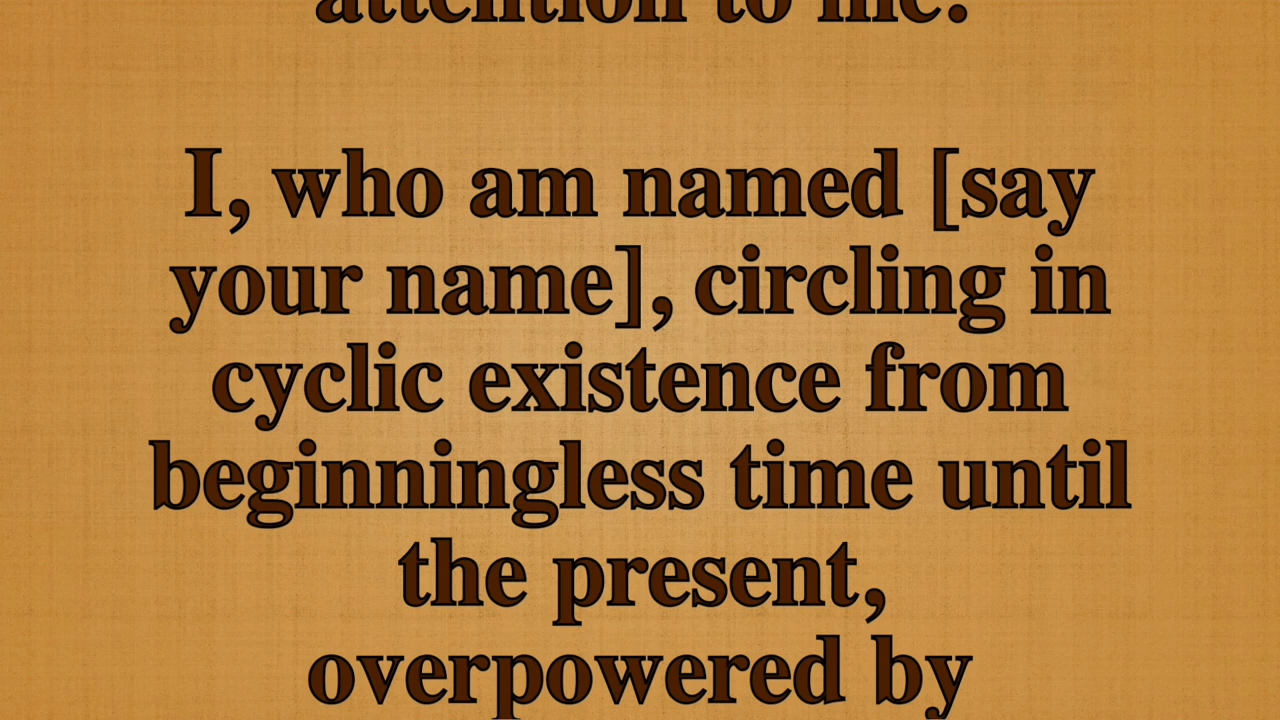 attention to me.
I, who am named [say
your name], circling in
cyclic existence from
beginningless time until
the present,
overpowered by